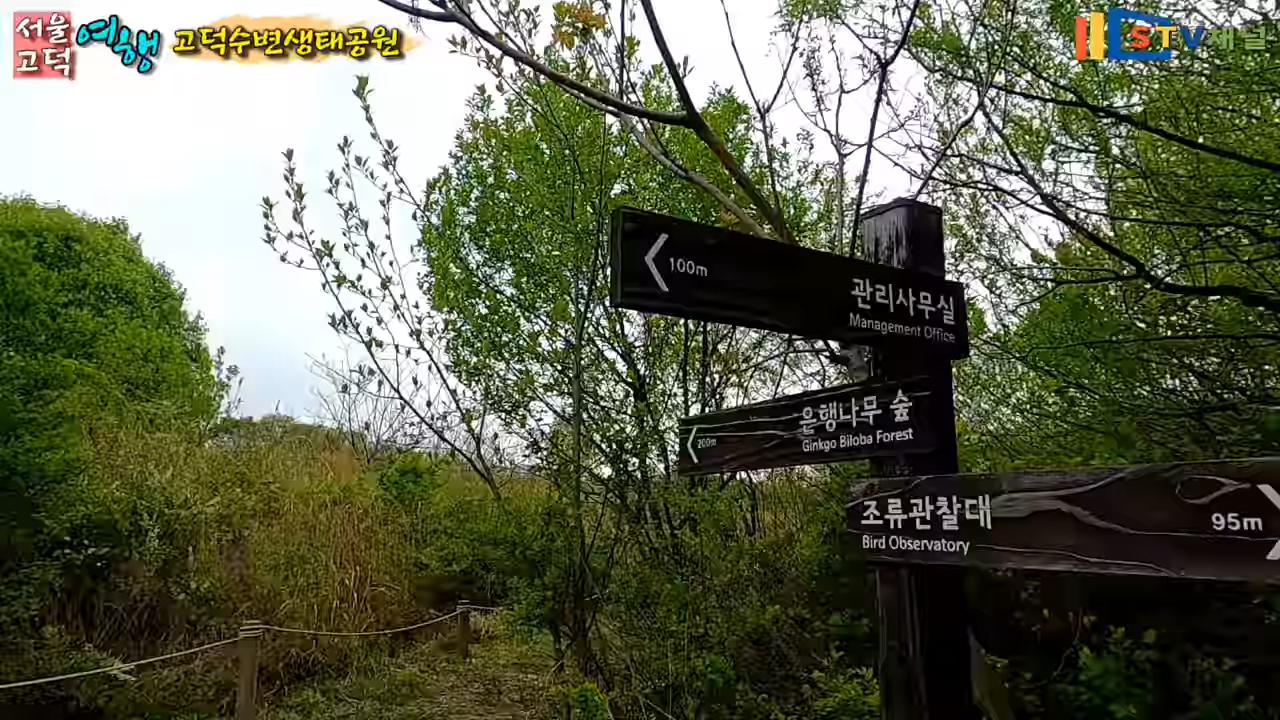 서울
고덕
여행
고덕수변생태공원
STV채널
100m
관리사무실
Management Office
200m
은행나무 숲
Ginkgo Biloba Forest
조류관찰대
Bird Observatory
95m